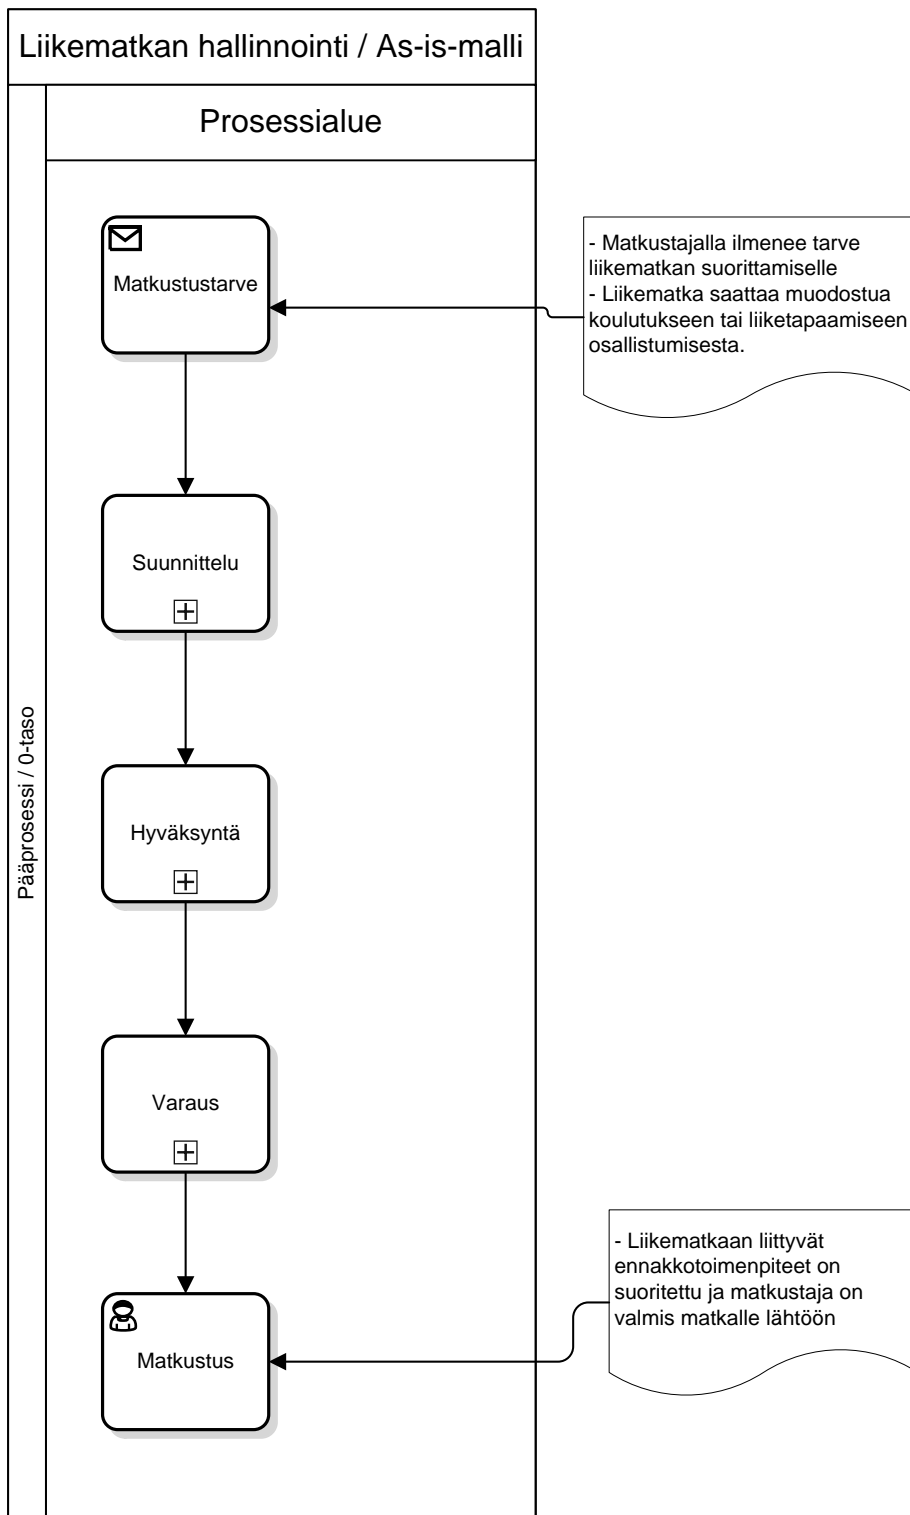 Liikematkan hallinnointi / As-is-malli
Prosessialue
Pääprosessi / 0-taso
Matkustustarve
- Matkustajalla ilmenee tarve
liikematkan suorittamiselle
- Liikematka saattaa muodostua
koulutukseen tai liiketapaamiseen
osallistumisesta.
Suunnittelu
Hyväksyntä
Varaus
- Liikematkaan liittyvät
ennakkotoimenpiteet on
suoritettu ja matkustaja on
valmis matkalle lähtöön
Matkustus